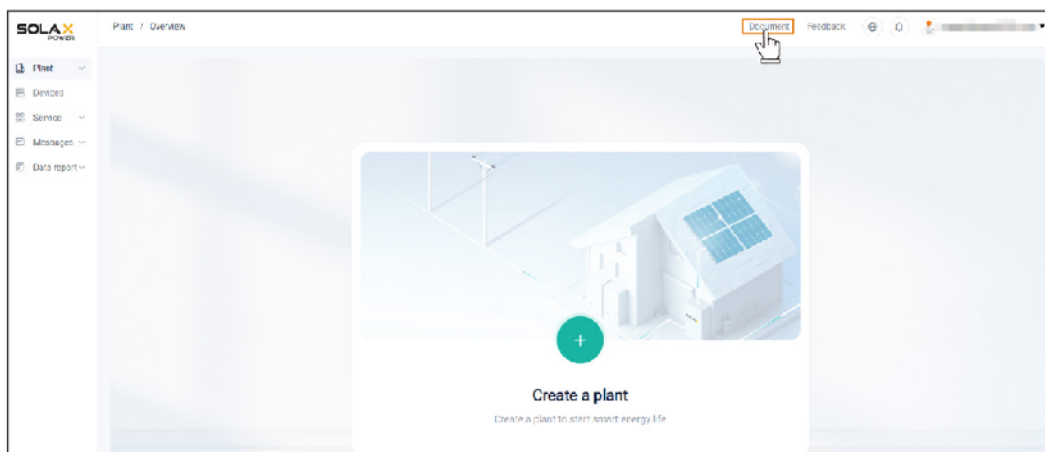 SOLAX
POWER
Plant / Overview
Document
Feedback
Plant
Devices
Service
Messages
Data report
Create a plant
Create a plant to start smart energy life